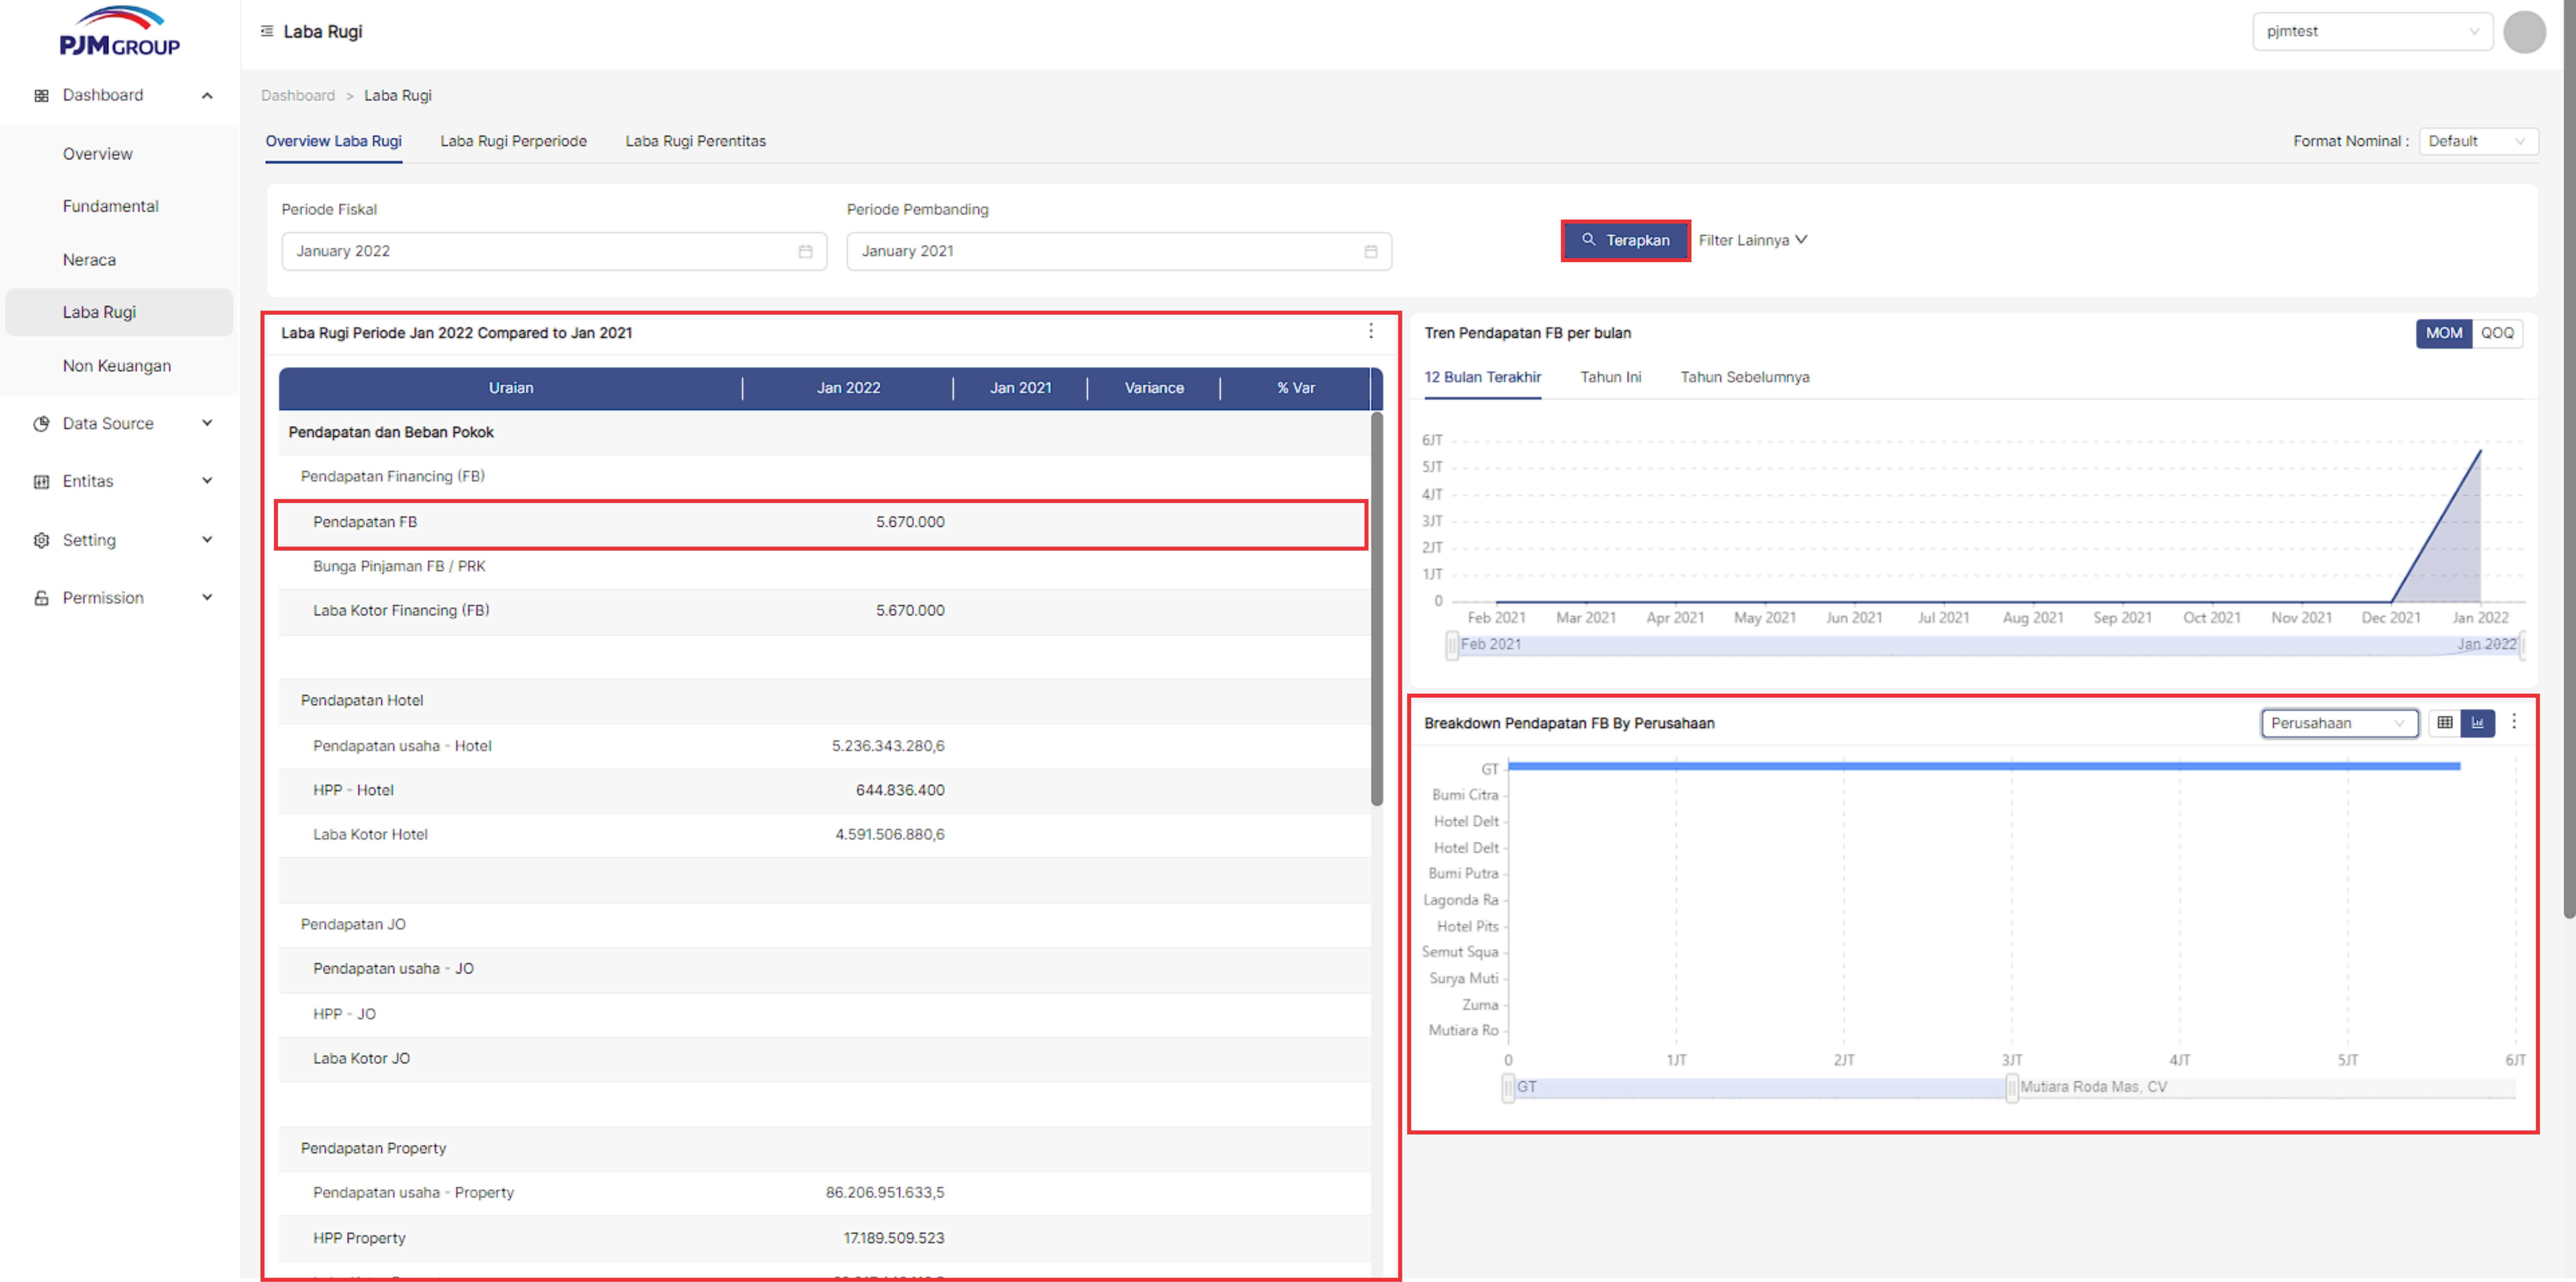 PJM GROUP
Dashboard
Overview
Fundamental
Neraca
Laba Rugi
Non Keuangan
Data Source
Entitas
Setting
Permission
Laba Rugi
pjmtest
Dashboard > Laba Rugi
Overview Laba Rugi Laba Rugi Perperiode Laba Rugi Perentitas
Format Nominal : Default
Periode Fiskal Periode Pembanding
January 2022 January 2021 Terapkan Filter Lainnya
Laba Rugi Periode Jan 2022 Compared to Jan 2021
Uraian Jan 2022 Jan 2021 Variance % Var
Pendapatan dan Beban Pokok
Pendapatan Financing (FB)
Pendapatan FB 5.670.000
Bunga Pinjaman FB / PRK
Laba Kotor Financing (FB) 5.670.000
Pendapatan Hotel
Pendapatan usaha - Hotel 5.236.343.280,6
HPP - Hotel 644.836.400
Laba Kotor Hotel 4.591.506.880,6
Pendapatan JO
Pendapatan usaha - JO
HPP - JO
Laba Kotor JO
Pendapatan Property
Pendapatan usaha - Property 86.206.951.633,5
HPP Property 17.189.509.523
Tren Pendapatan FB per bulan
MOM QOQ
12 Bulan Terakhir Tahun Ini Tahun Sebelumnya
6JT
5JT
4JT
3JT
2JT
1JT
0
Feb 2021 Mar 2021 Apr 2021 May 2021 Jun 2021 Jul 2021 Aug 2021 Sep 2021 Oct 2021 Nov 2021 Dec 2021 Jan 2022
Feb 2021 Jan 2022
Breakdown Pendapatan FB By Perusahaan
Perusahaan
GT
Bumi Citra
Hotel Delt
Hotel Delt
Bumi Putra
Lagonda Ra
Hotel Pits
Semut Squa
Surya Muti
Zuma
Mutiara Ro
0 1JT 2JT 3JT 4JT 5JT 6JT
GT Mutiara Roda Mas, CV